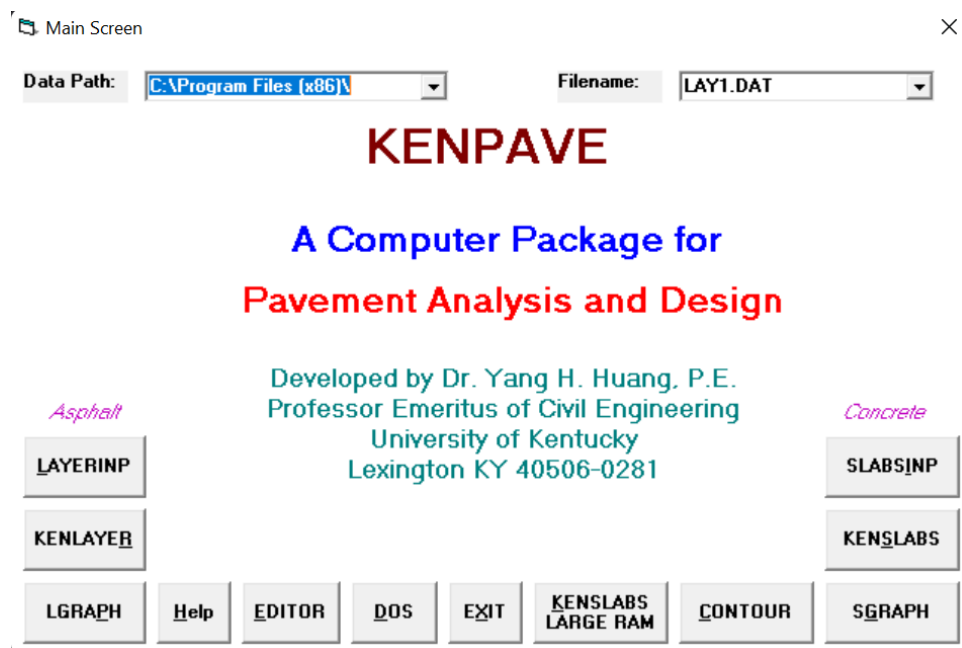 Main Screen
Data Path: C:\Program Files (x86)\ Filename: LAY1.DAT
KENPAVE
A Computer Package for
Pavement Analysis and Design
Developed by Dr. Yang H. Huang, P.E.
Professor Emeritus of Civil Engineering
University of Kentucky
Lexington KY 40506-0281
Asphalt
Concrete
LAYERINP
SLABSINP
KENLAYER
KENSLABS
LGRAPH
Help
EDITOR
DOS
EXIT
KENSLABS
LARGE RAM
CONTOUR
SGRAPH